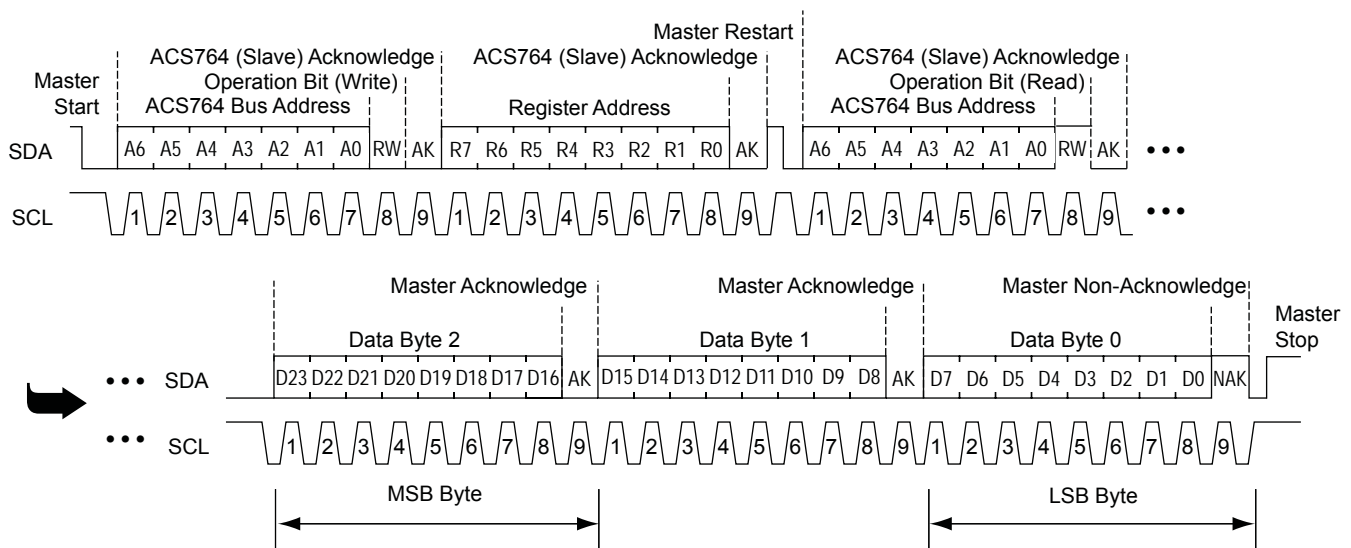 Master Restart
ACS764 (Slave) Acknowledge ACS764 (Slave) Acknowledge ACS764 (Slave) Acknowledge
Master Start
Operation Bit (Write) Operation Bit (Read)
ACS764 Bus Address Register Address ACS764 Bus Address
SDA A6 A5 A4 A3 A2 A1 A0 RW AK R7 R6 R5 R4 R3 R2 R1 R0 AK A6 A5 A4 A3 A2 A1 A0 RW AK •••
SCL 1 2 3 4 5 6 7 8 9 1 2 3 4 5 6 7 8 9 1 2 3 4 5 6 7 8 9 •••
Master Acknowledge Master Acknowledge Master Non-Acknowledge
Master Stop
Data Byte 2 Data Byte 1 Data Byte 0
••• SDA D23 D22 D21 D20 D19 D18 D17 D16 AK D15 D14 D13 D12 D11 D10 D9 D8 AK D7 D6 D5 D4 D3 D2 D1 D0 NAK
••• SCL 1 2 3 4 5 6 7 8 9 1 2 3 4 5 6 7 8 9 1 2 3 4 5 6 7 8 9
MSB Byte LSB Byte